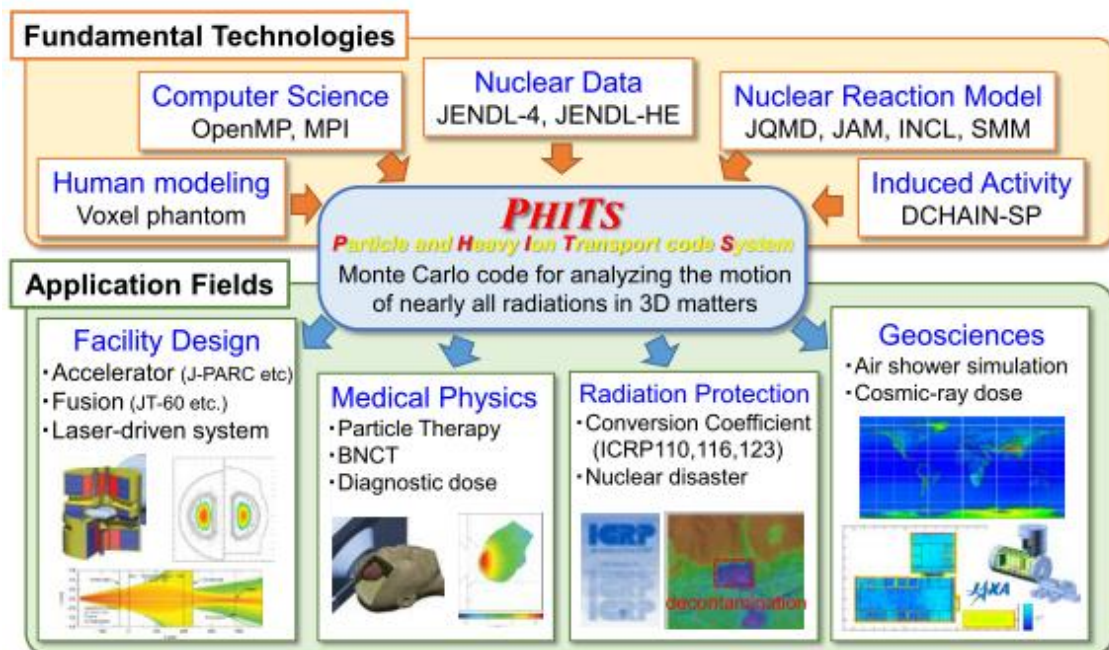 Fundamental Technologies
Computer Science
OpenMP, MPI
Nuclear Data
JENDL-4, JENDL-HE
Nuclear Reaction Model
JQMD, JAM, INCL, SMM
Human modeling
Voxel phantom
Induced Activity
DCHAIN-SP
PHITS
Particle and Heavy Ion Transport code System
Monte Carlo code for analyzing the motion
of nearly all radiations in 3D matters
Application Fields
Facility Design
・Accelerator (J-PARC etc)
・Fusion (JT-60 etc.)
・Laser-driven system
Medical Physics
・Particle Therapy
・BNCT
・Diagnostic dose
Radiation Protection
・Conversion Coefficient
(ICRP110,116,123)
・Nuclear disaster
ICRP
decontamination
Geosciences
・Air shower simulation
・Cosmic-ray dose
JAXA